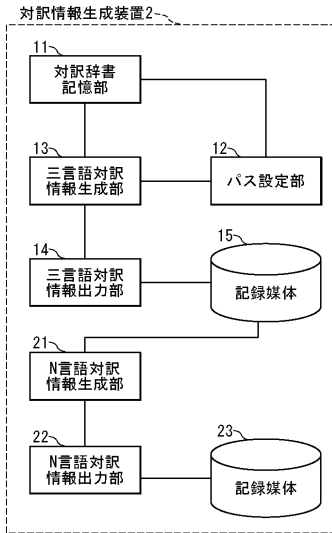 対訳情報生成装置2
11
対訳辞書
記憶部
13
三言語対訳
情報生成部
12
パス設定部
14
三言語対訳
情報出力部
15
記録媒体
21
N言語対訳
情報生成部
22
N言語対訳
情報出力部
23
記録媒体